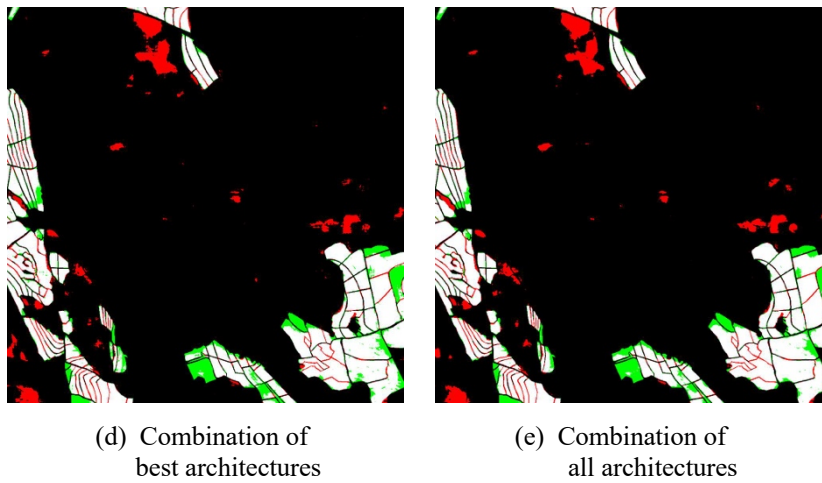 (d) Combination of
best architectures
(e) Combination of
all architectures